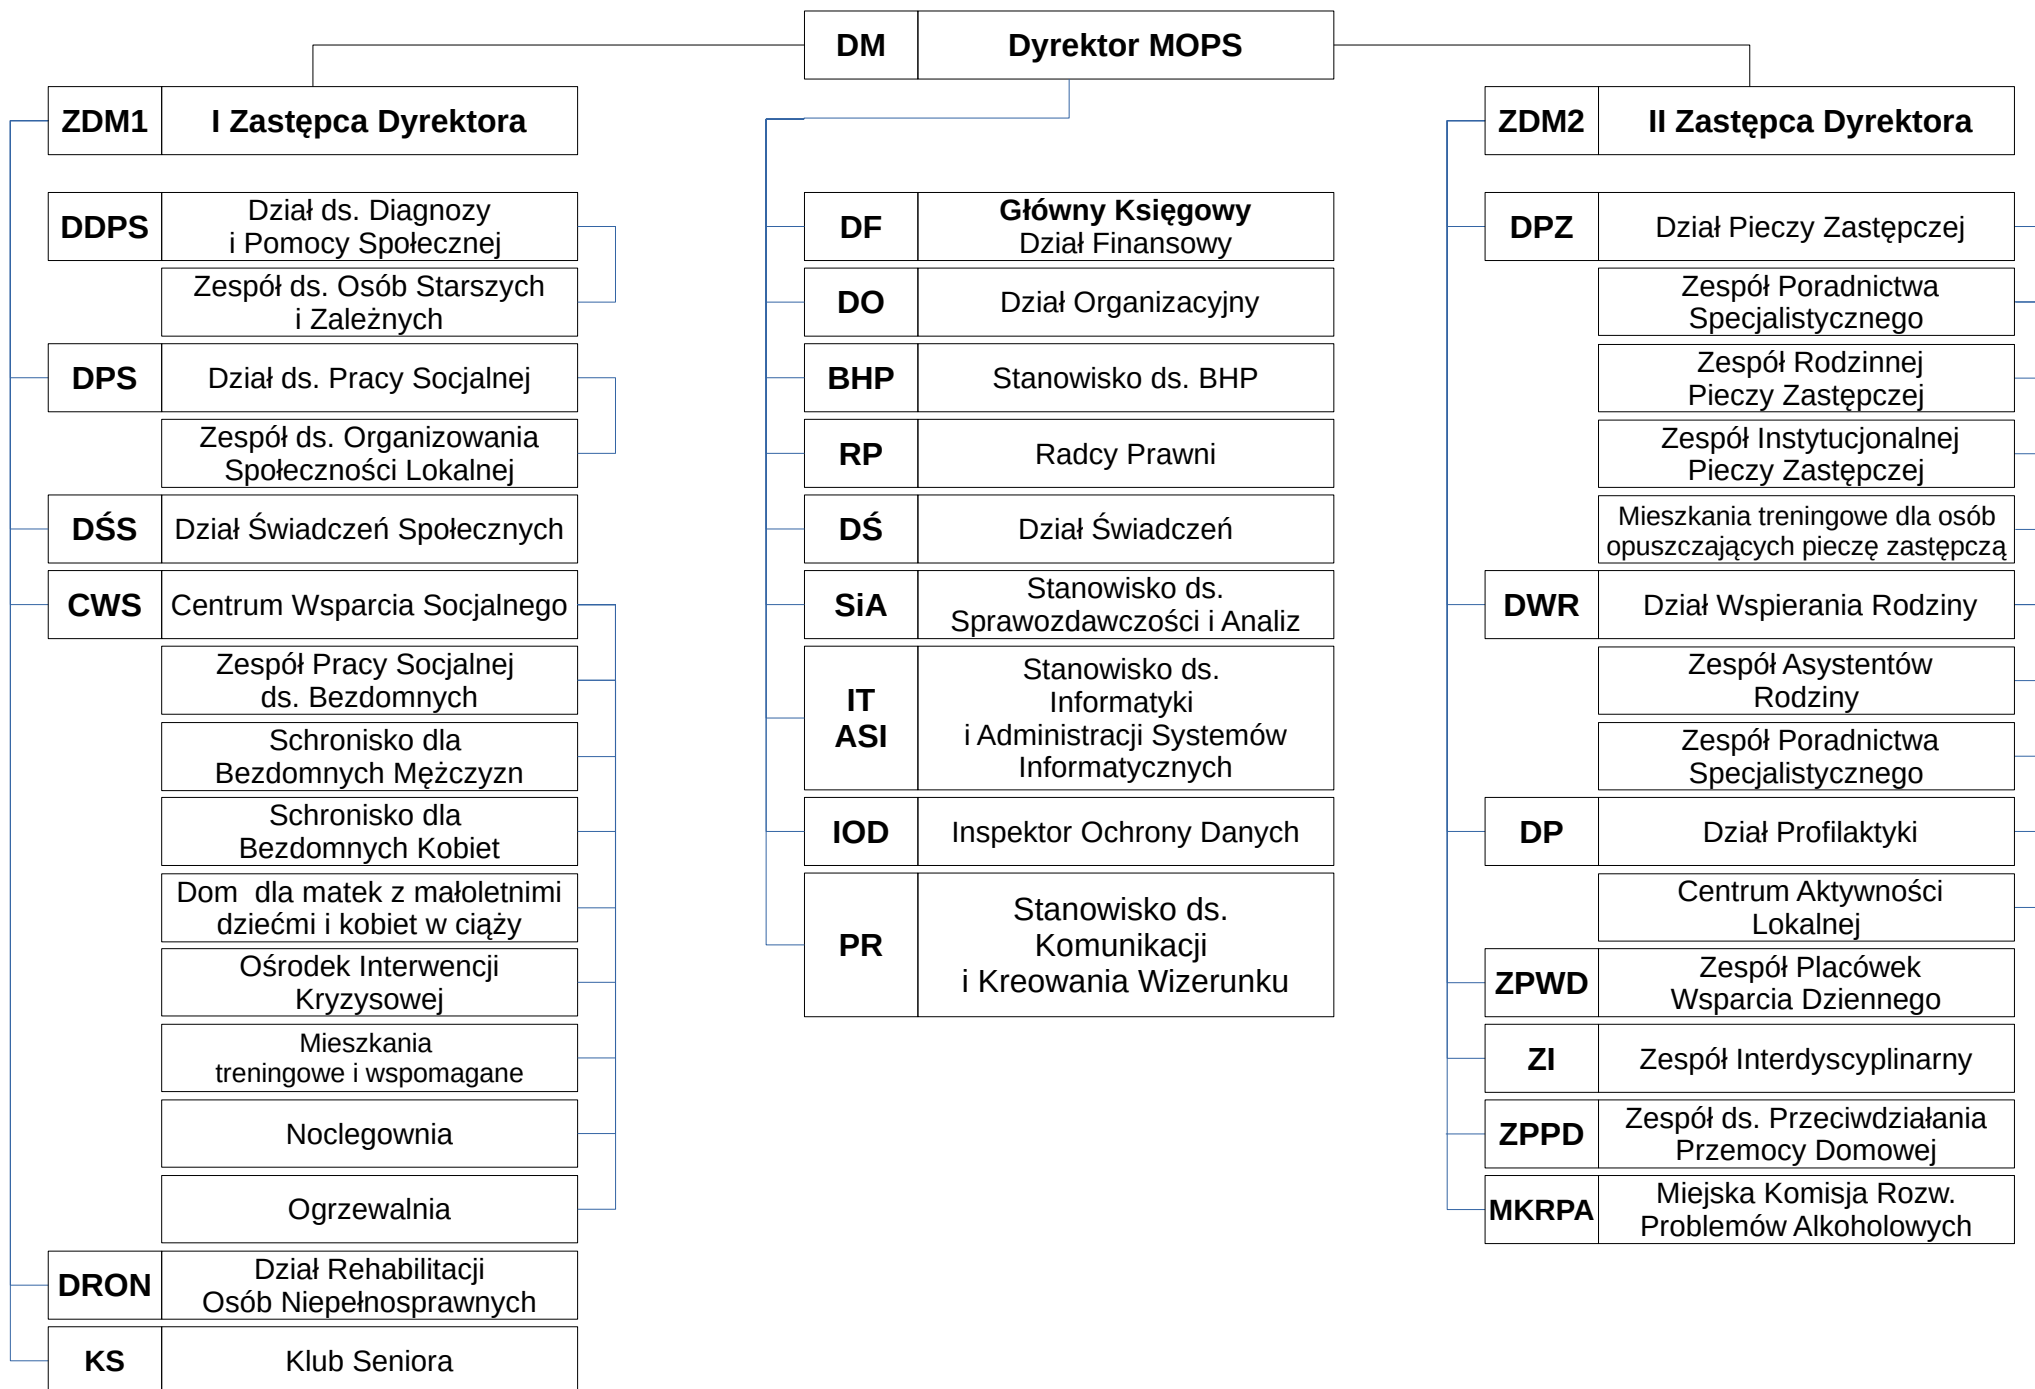 DM
Dyrektor MOPS
ZDM1
I Zastępca Dyrektora
DDPS
Dział ds. Diagnozy
i Pomocy Społecznej
Zespół ds. Osób Starszych
i Zależnych
DPS
Dział ds. Pracy Socjalnej
Zespół ds. Organizowania
Społeczności Lokalnej
DŚS
Dział Świadczeń Społecznych
CWS
Centrum Wsparcia Socjalnego
Zespół Pracy Socjalnej
ds. Bezdomnych
Schronisko dla
Bezdomnych Mężczyzn
Schronisko dla
Bezdomnych Kobiet
Dom  dla matek z małoletnimi
dziećmi i kobiet w ciąży
Ośrodek Interwencji
Kryzysowej
Mieszkania
treningowe i wspomagane
Noclegownia
Ogrzewalnia
DRON
Dział Rehabilitacji
Osób Niepełnosprawnych
KS
Klub Seniora
DF
Główny Księgowy
Dział Finansowy
DO
Dział Organizacyjny
BHP
Stanowisko ds. BHP
RP
Radcy Prawni
DŚ
Dział Świadczeń
SiA
Stanowisko ds.
Sprawozdawczości i Analiz
IT
ASI
Stanowisko ds.
Informatyki
i Administracji Systemów
Informatycznych
IOD
Inspektor Ochrony Danych
PR
Stanowisko ds.
Komunikacji
i Kreowania Wizerunku
ZDM2
II Zastępca Dyrektora
DPZ
Dział Pieczy Zastępczej
Zespół Poradnictwa
Specjalistycznego
Zespół Rodzinnej
Pieczy Zastępczej
Zespół Instytucjonalnej
Pieczy Zastępczej
Mieszkania treningowe dla osób
opuszczających pieczę zastępczą
DWR
Dział Wspierania Rodziny
Zespół Asystentów
Rodziny
Zespół Poradnictwa
Specjalistycznego
DP
Dział Profilaktyki
Centrum Aktywności
Lokalnej
ZPWD
Zespół Placówek
Wsparcia Dziennego
ZI
Zespół Interdyscyplinarny
ZPPD
Zespół ds. Przeciwdziałania
Przemocy Domowej
MKRPA
Miejska Komisja Rozw.
Problemów Alkoholowych